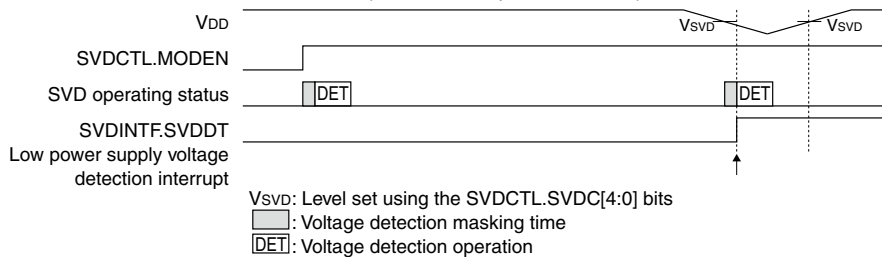 VDD
VSVD
VSVD
SVDCTL.MODEN
SVD operating status
DET
DET
SVDINTF.SVDDT
Low power supply voltage
detection interrupt
VSVD: Level set using the SVDCTL.SVDC[4:0] bits
: Voltage detection masking time
DET : Voltage detection operation